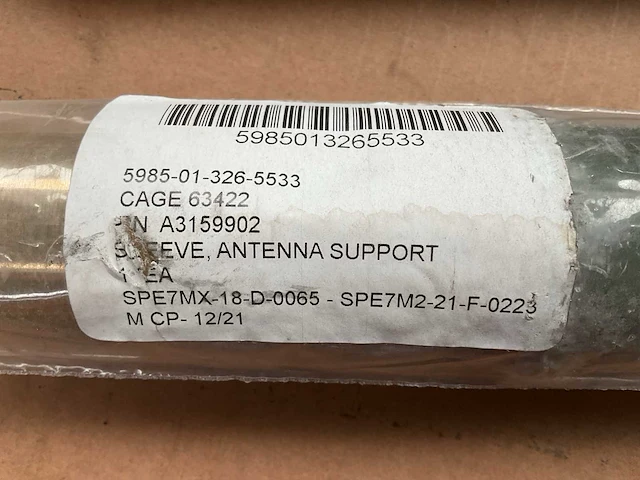 5985013265533
5985-01-326-5533
CAGE 63422
A3159902
ANTENNA SUPPORT
EA
SPE7MX-18-D-0065 - SPE7M2-21-F-0223
M CP- 12/21